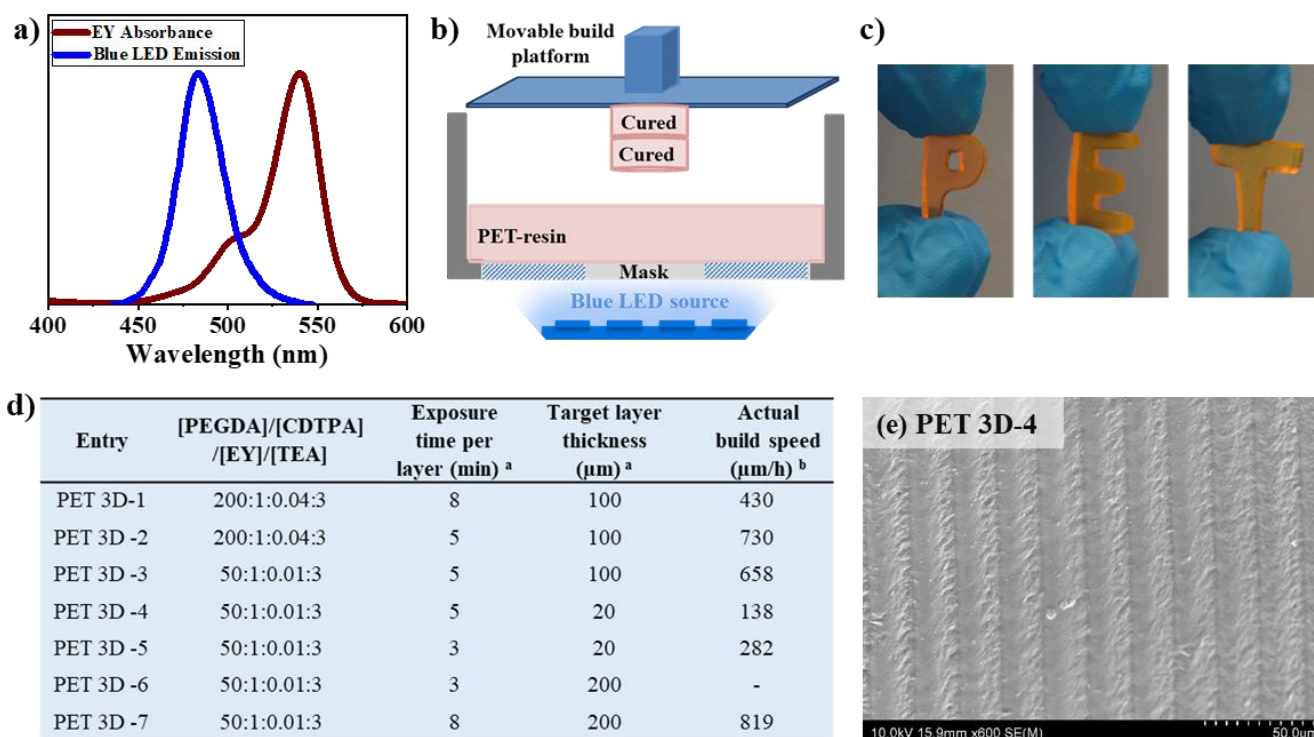 a)
EY Absorbance
Blue LED Emission
400 450 500 550 600
Wavelength (nm)
b)
Movable build
platform
Cured
Cured
PET-resin
Mask
Blue LED source
c)
d)
Entry
[PEGDA]/[CDTPA]
/[EY]/[TEA]
Exposure
time per
layer (min) a
Target layer
thickness
(μm) a
Actual
build speed
(μm/h) b
PET 3D-1 200:1:0.04:3 8 100 430
PET 3D -2 200:1:0.04:3 5 100 730
PET 3D -3 50:1:0.01:3 5 100 658
PET 3D -4 50:1:0.01:3 5 20 138
PET 3D -5 50:1:0.01:3 3 20 282
PET 3D -6 50:1:0.01:3 3 200 -
PET 3D -7 50:1:0.01:3 8 200 819
(e) PET 3D-4
10.0kV 15.9mm x600 SE(M) 50.0μm